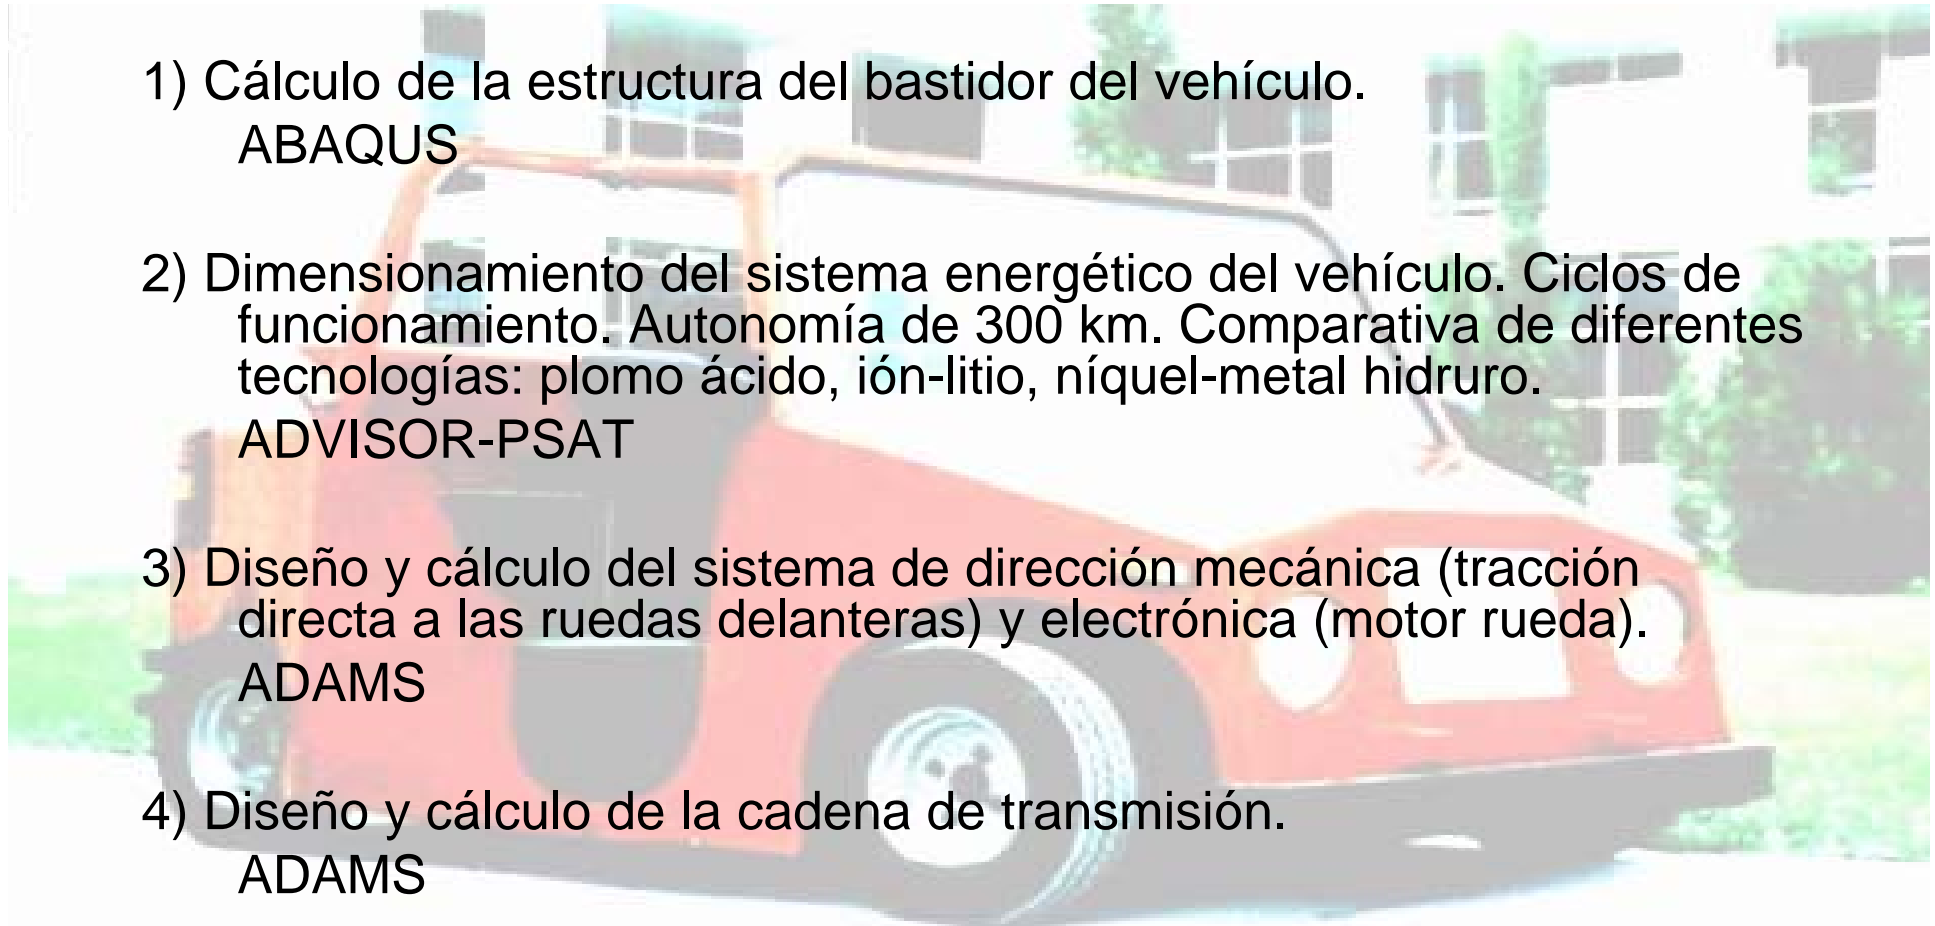 1) Cálculo de la estructura del bastidor del vehículo.
ABAQUS
2) Dimensionamiento del sistema energético del vehículo. Ciclos de
funcionamiento. Autonomía de 300 km. Comparativa de diferentes
tecnologías: plomo ácido, ión-litio, níquel-metal hidruro.
ADVISOR-PSAT
3) Diseño y cálculo del sistema de dirección mecánica (tracción
directa a las ruedas delanteras) y electrónica (motor rueda).
ADAMS
4) Diseño y cálculo de la cadena de transmisión.
ADAMS